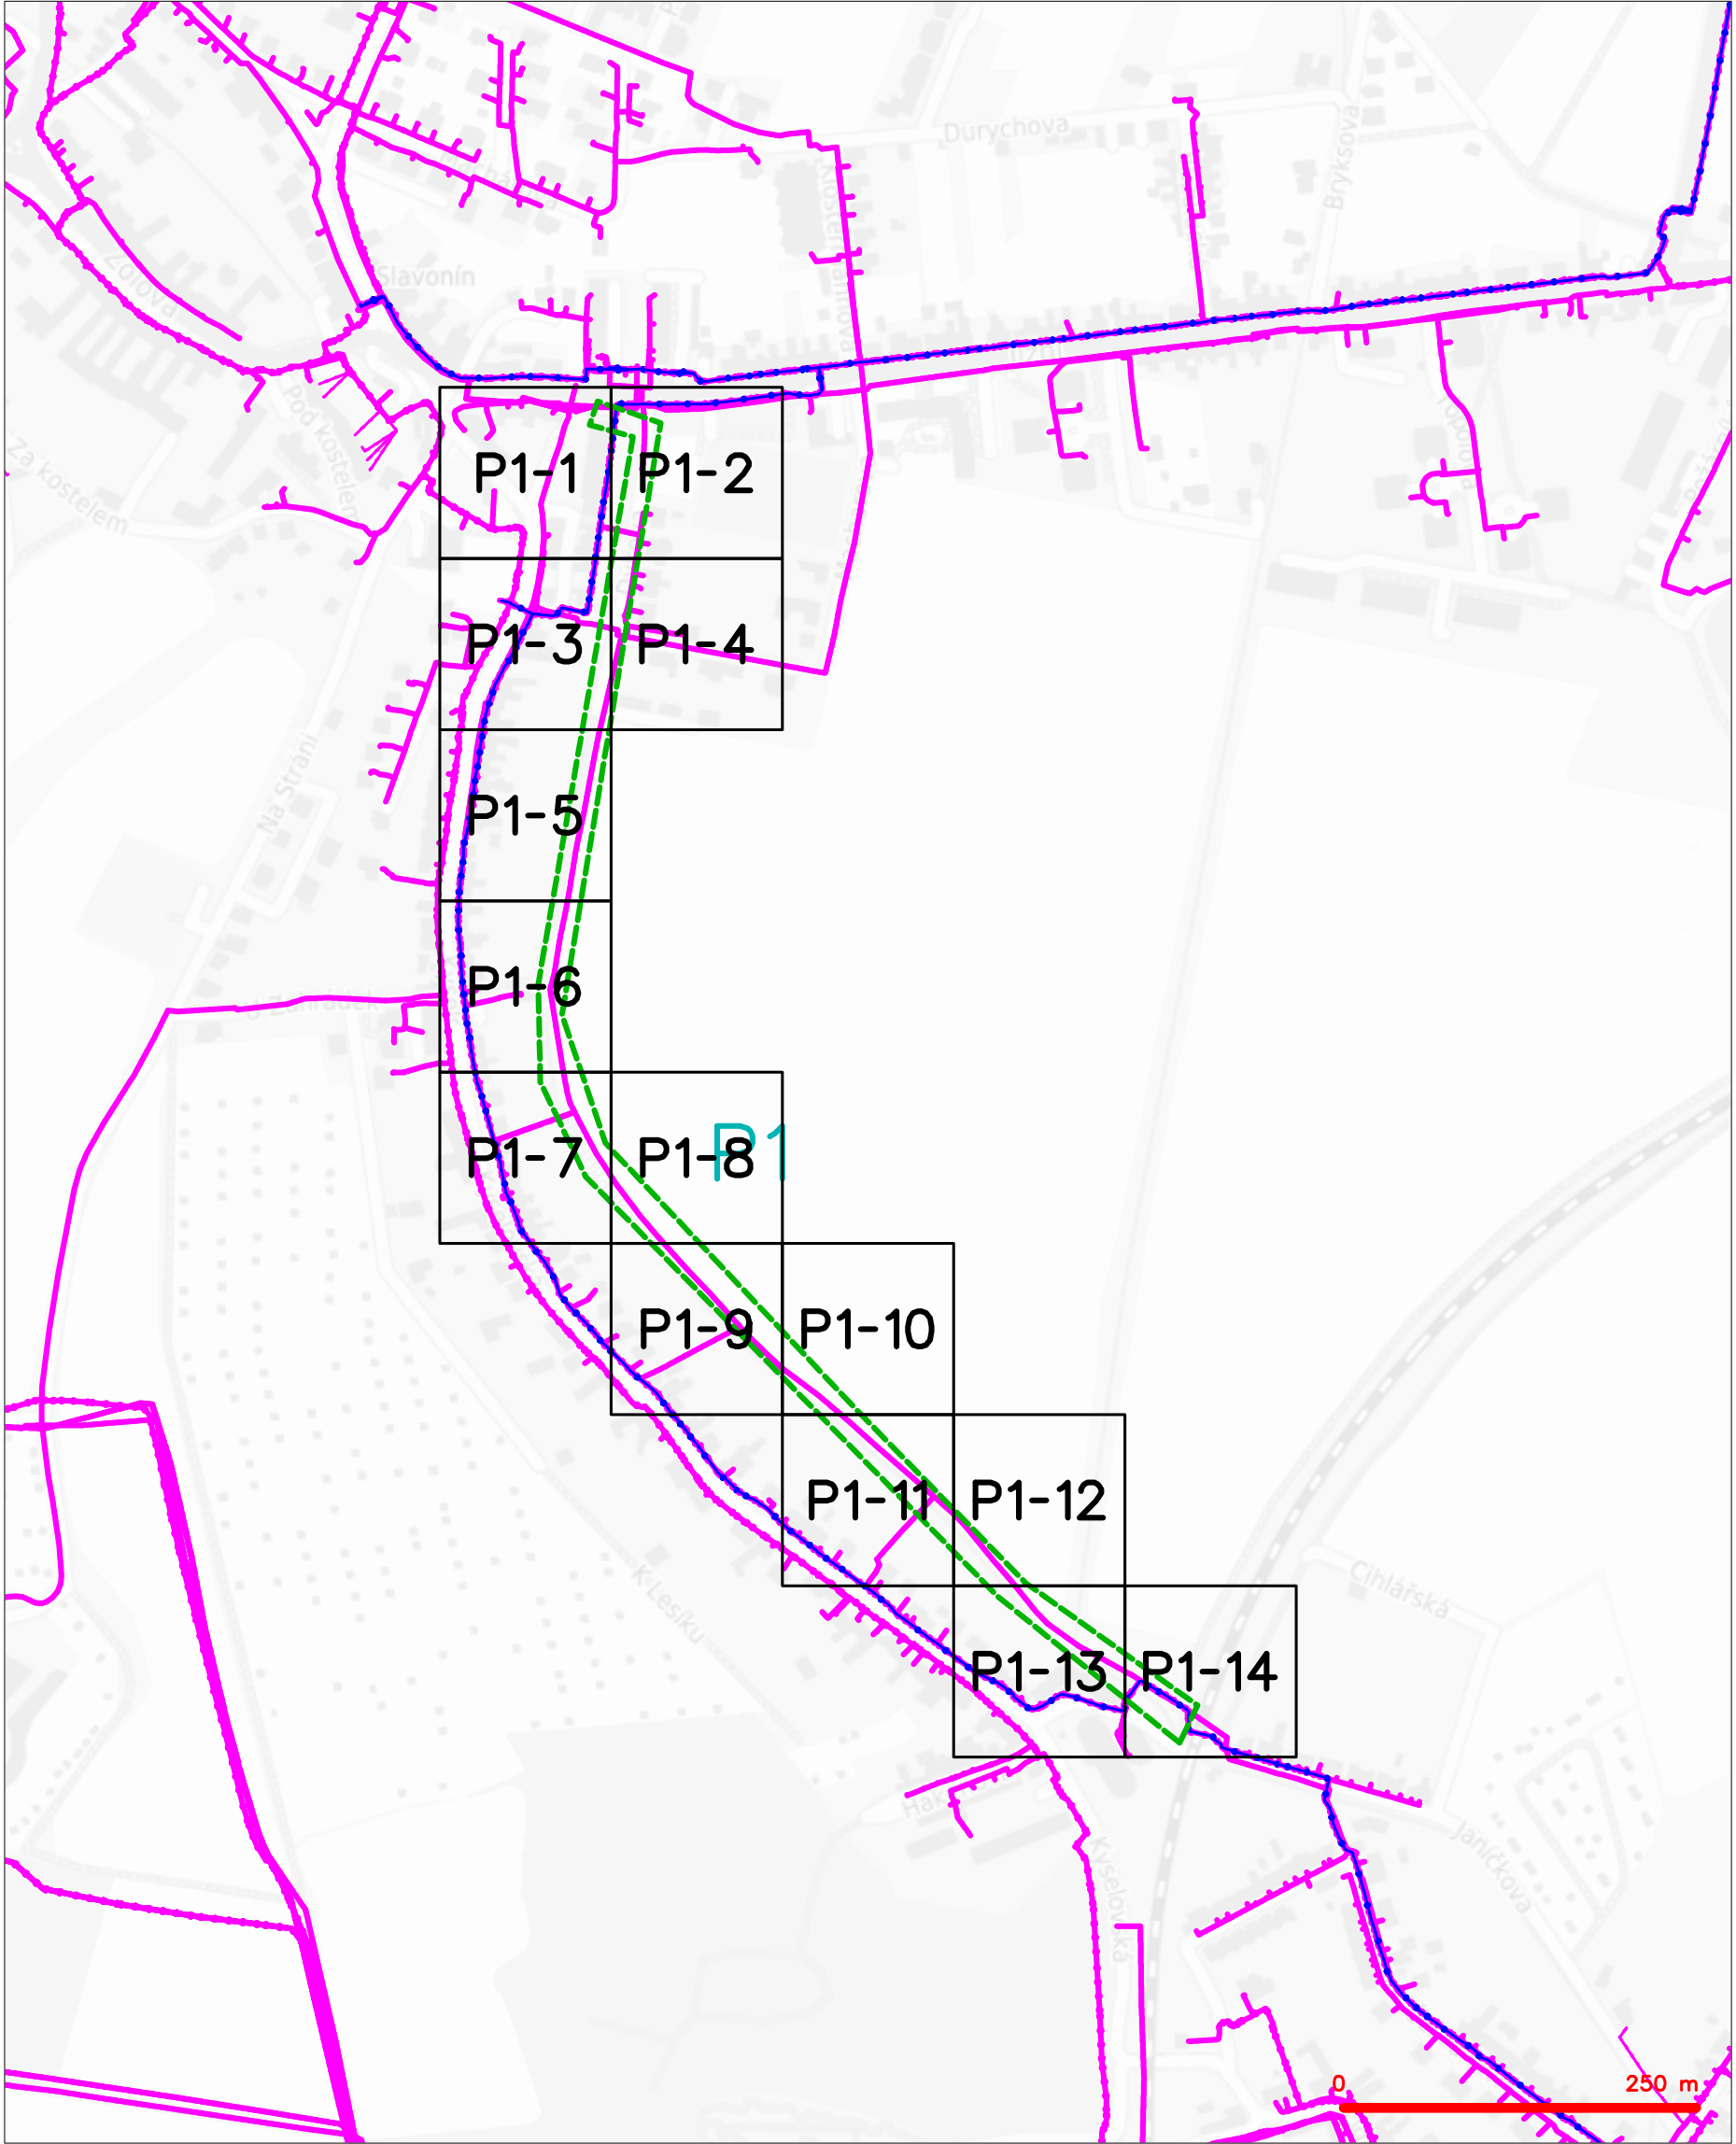 Durychova
Bryksova
Slavonín
Zolova
Pod kostelem
Za kostelem
Topolová
P1-1
P1-2
P1-3
P1-4
Na Stráni
P1-5
P1-6
U Zahrádek
P1-7
P1-8
P1
P1-9
P1-10
P1-11
P1-12
Cihlářská
K Lesíku
P1-13
P1-14
Janíčkova
Kyselovská
0
250 m